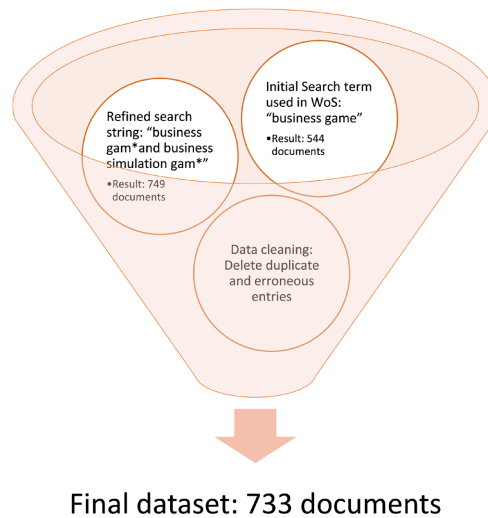 Initial Search term
used in WoS:
“business game”
•Result: 544
documents
Refined search
string: “business
gam*and business
simulation gam*”
•Result: 749
documents
Data cleaning:
Delete duplicate
and erroneous
entries
Final dataset: 733 documents